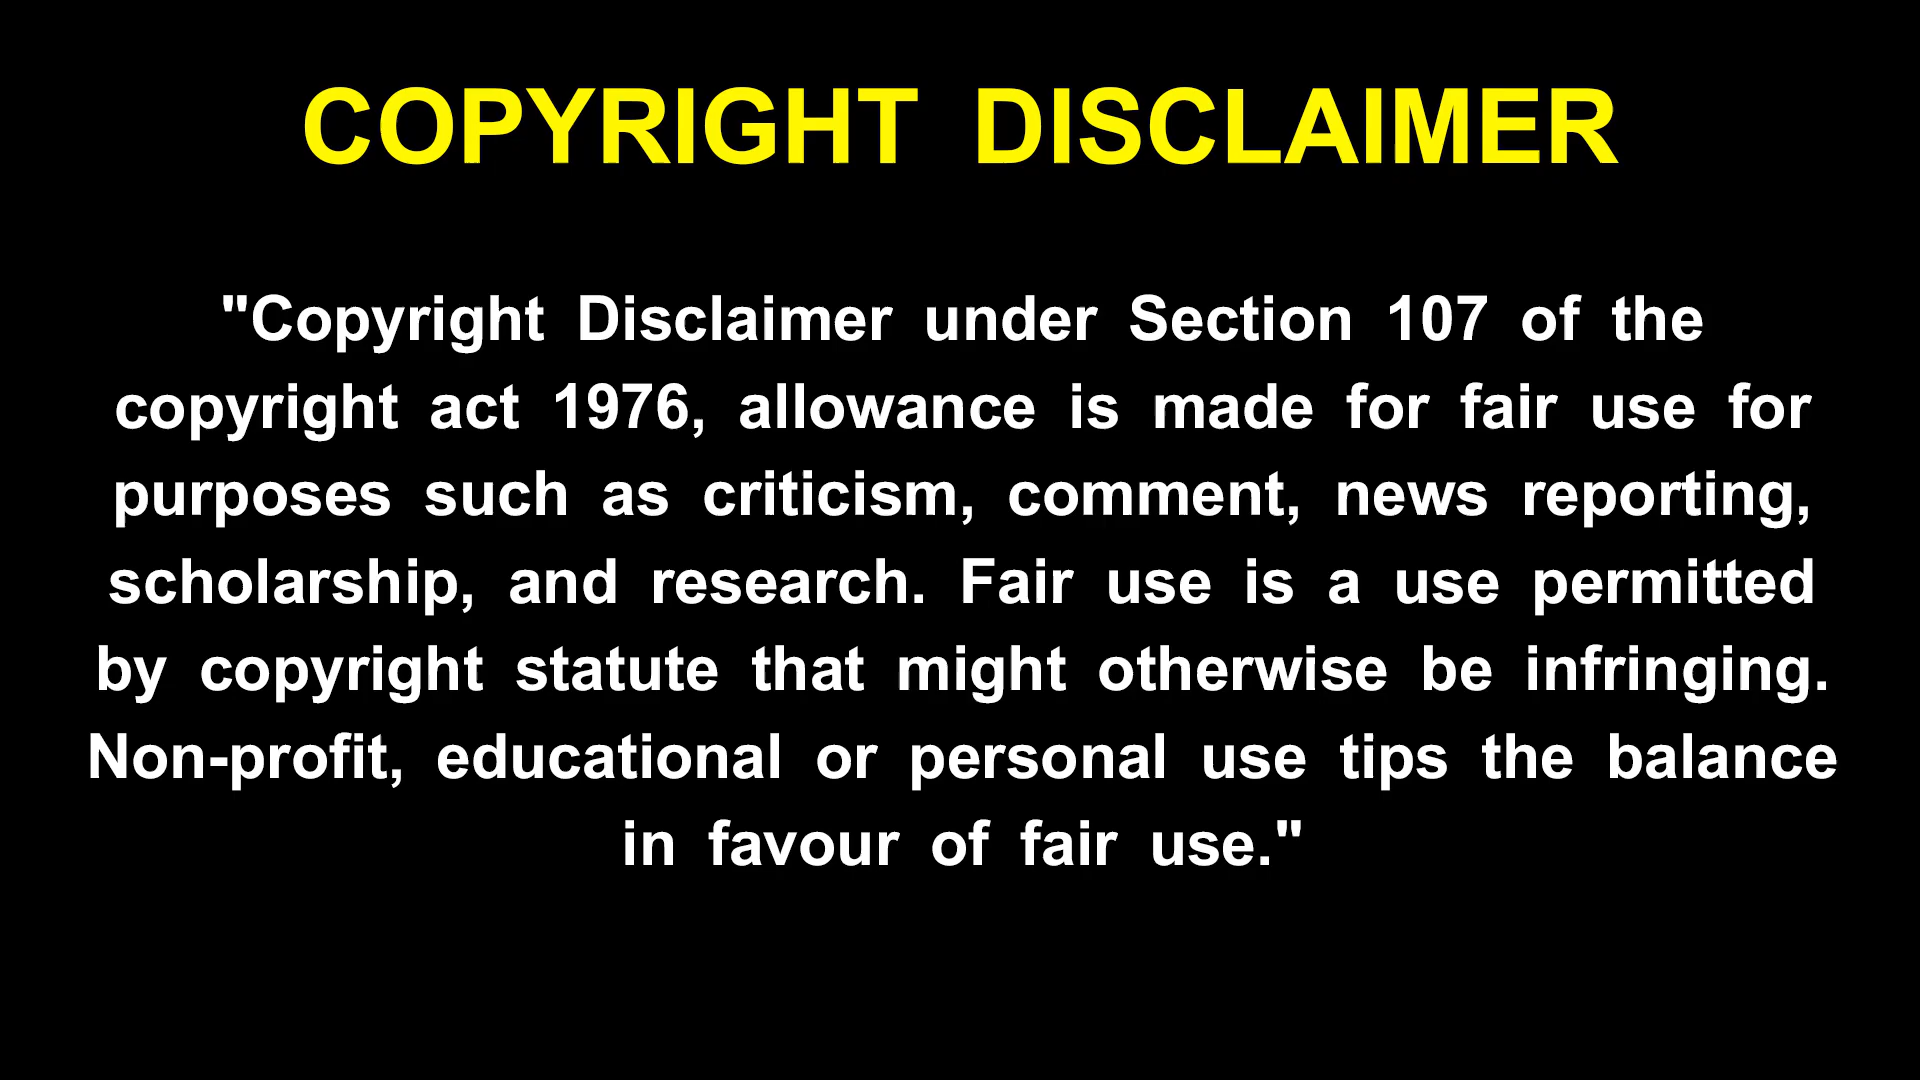 COPYRIGHT DISCLAIMER
"Copyright Disclaimer under Section 107 of the
copyright act 1976, allowance is made for fair use for
purposes such as criticism, comment, news reporting,
scholarship, and research. Fair use is a use permitted
by copyright statute that might otherwise be infringing.
Non-profit, educational or personal use tips the balance
in favour of fair use."